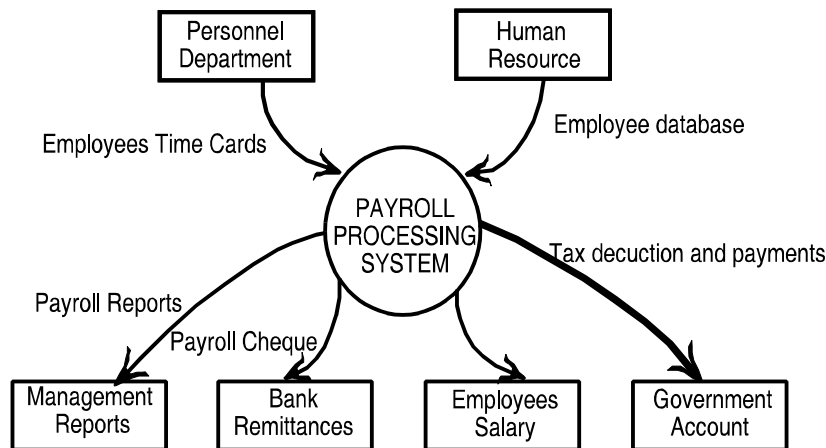 Personnel
Department
Human
Resource
Employees Time Cards
Employee database
PAYROLL
PROCESSING
SYSTEM
Tax decuction and payments
Payroll Reports
Payroll Cheque
Management
Reports
Bank
Remittances
Employees
Salary
Government
Account